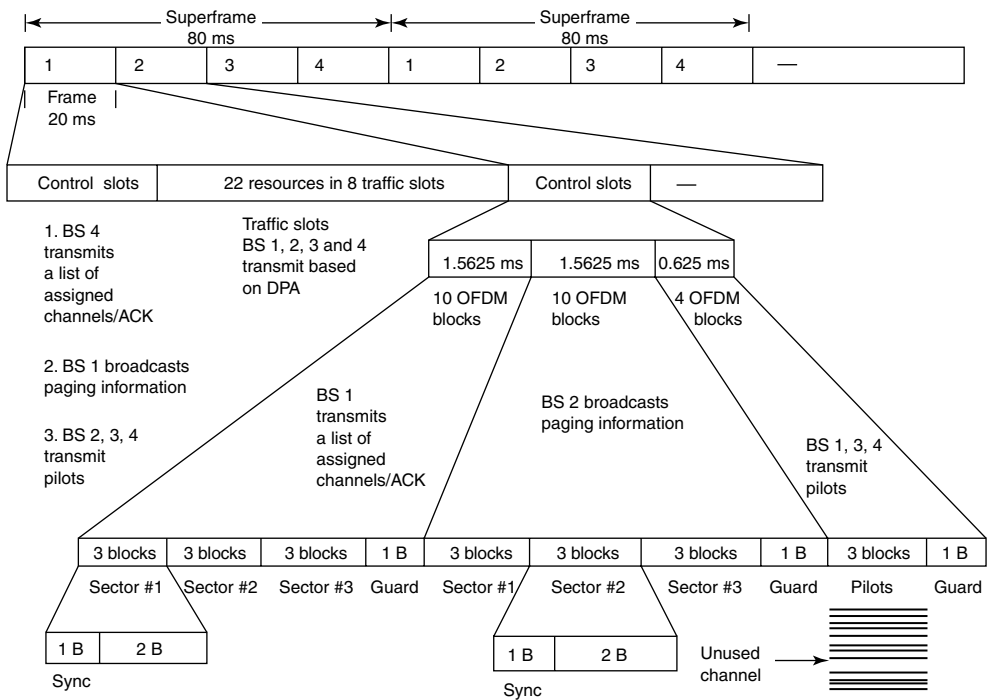 Superframe Superframe
80 ms 80 ms
1 2 3 4 1 2 3 4 —
Frame
20 ms
Control slots 22 resources in 8 traffic slots Control slots —
1. BS 4
transmits
a list of
assigned
channels/ACK
2. BS 1 broadcasts
paging information
3. BS 2, 3, 4
transmit
pilots
Traffic slots
BS 1, 2, 3 and 4
transmit based
on DPA
1.5625 ms 1.5625 ms 0.625 ms
10 OFDM
blocks
10 OFDM
blocks
4 OFDM
blocks
BS 1
transmits
a list of
assigned
channels/ACK
BS 2 broadcasts
paging information
BS 1, 3, 4
transmit
pilots
3 blocks 3 blocks 3 blocks 1 B 3 blocks 3 blocks 3 blocks 1 B 3 blocks 1 B
Sector #1 Sector #2 Sector #3 Guard Sector #1 Sector #2 Sector #3 Guard Pilots Guard
1 B 2 B
Sync
1 B 2 B
Sync
Unused
channel